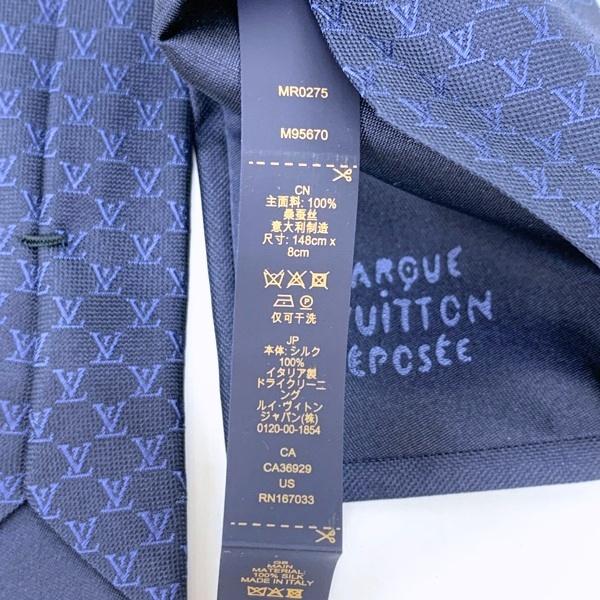 MR0275
M95670
CN
主面料: 100%
桑蚕丝
意大利制造
尺寸: 148cm x
8cm
仅可干洗
JP
本体: シルク
100%
イタリア製
ドライクリーニ
ング
ルイ･ヴィトン
ジャパン(株)
0120-00-1854
CA
CA36929
US
RN167033
GB
MAIN
MATERIAL:
100% SILK
MADE IN ITALY
ARQUE
VUITTON
EPOSÉE